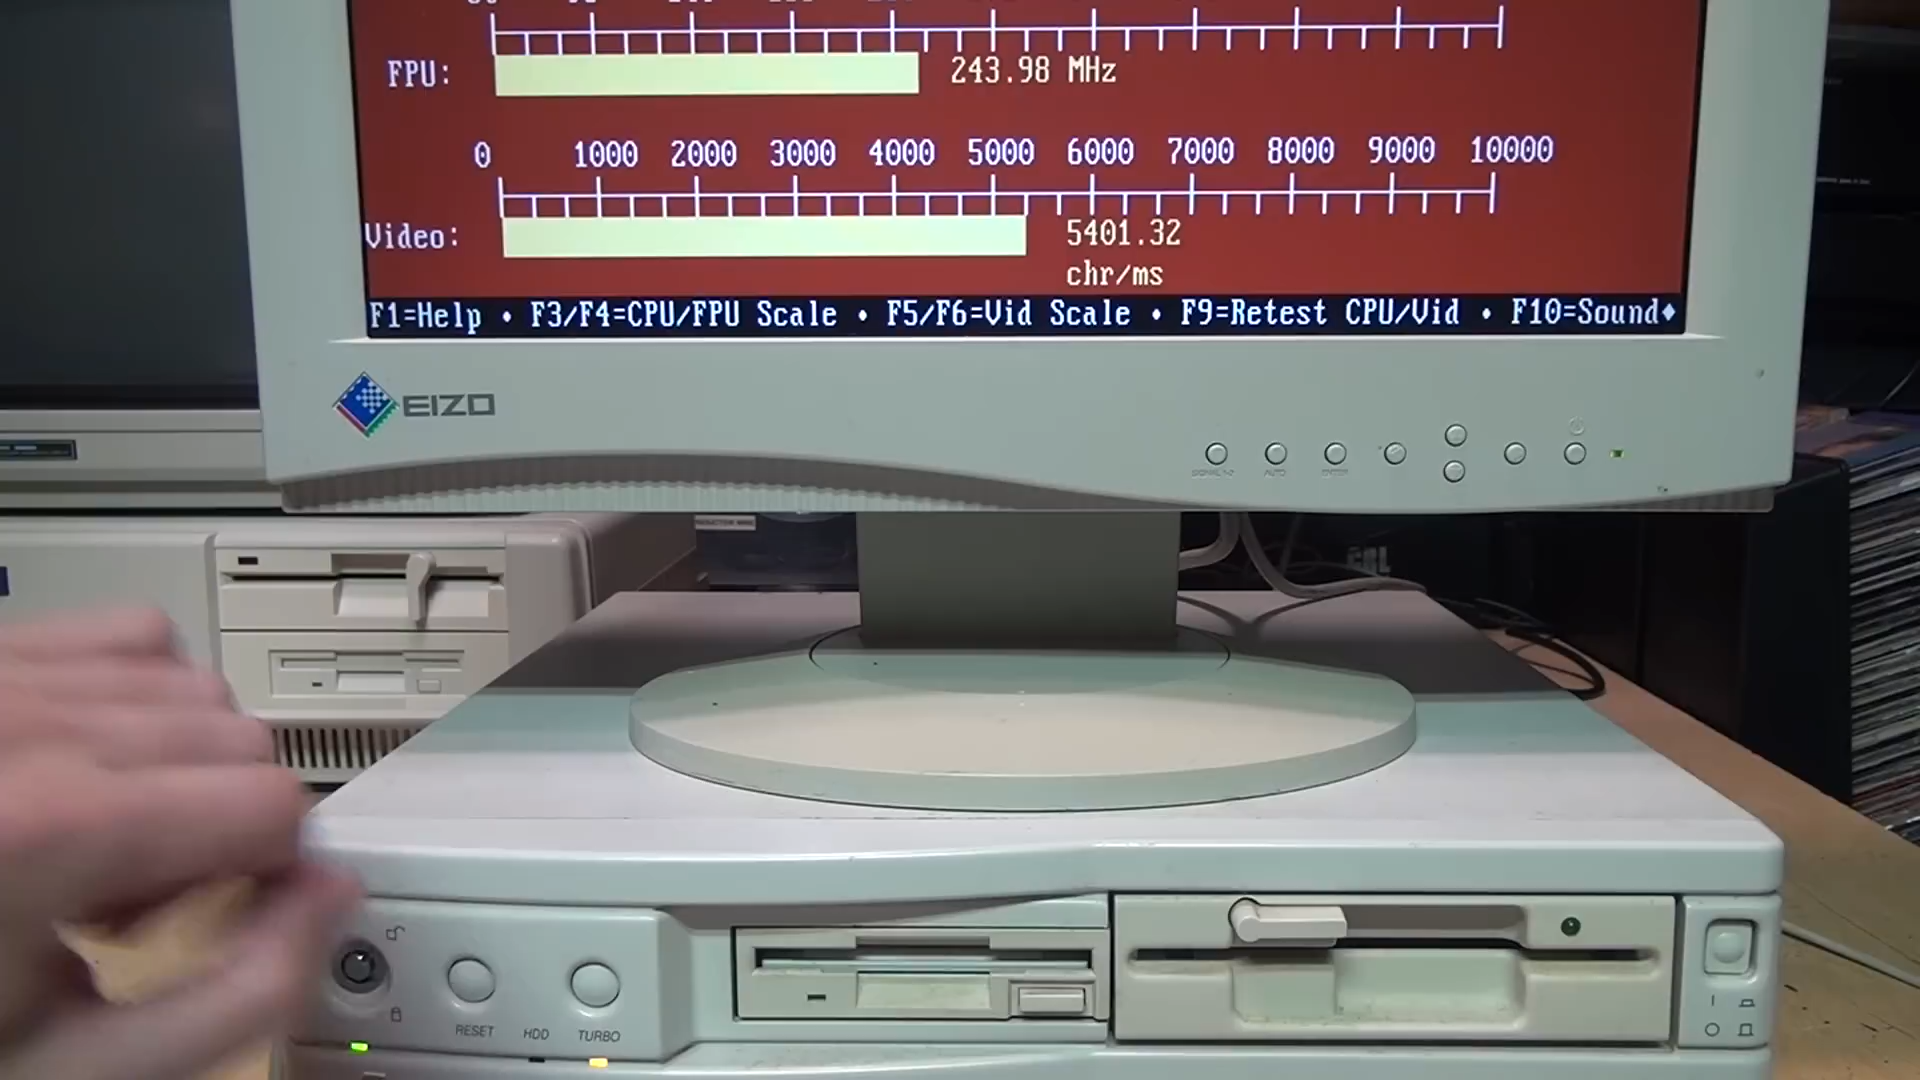 FPU:
243.98 MHz
0 1000 2000 3000 4000 5000 6000 7000 8000 9000 10000
Video:
5401.32
chr/ms
F1=Help • F3/F4=CPU/FPU Scale • F5/F6=Vid Scale • F9=Retest CPU/Vid • F10=Sound♦
EIZO
AUTO
ENTER
RESET HDD TURBO